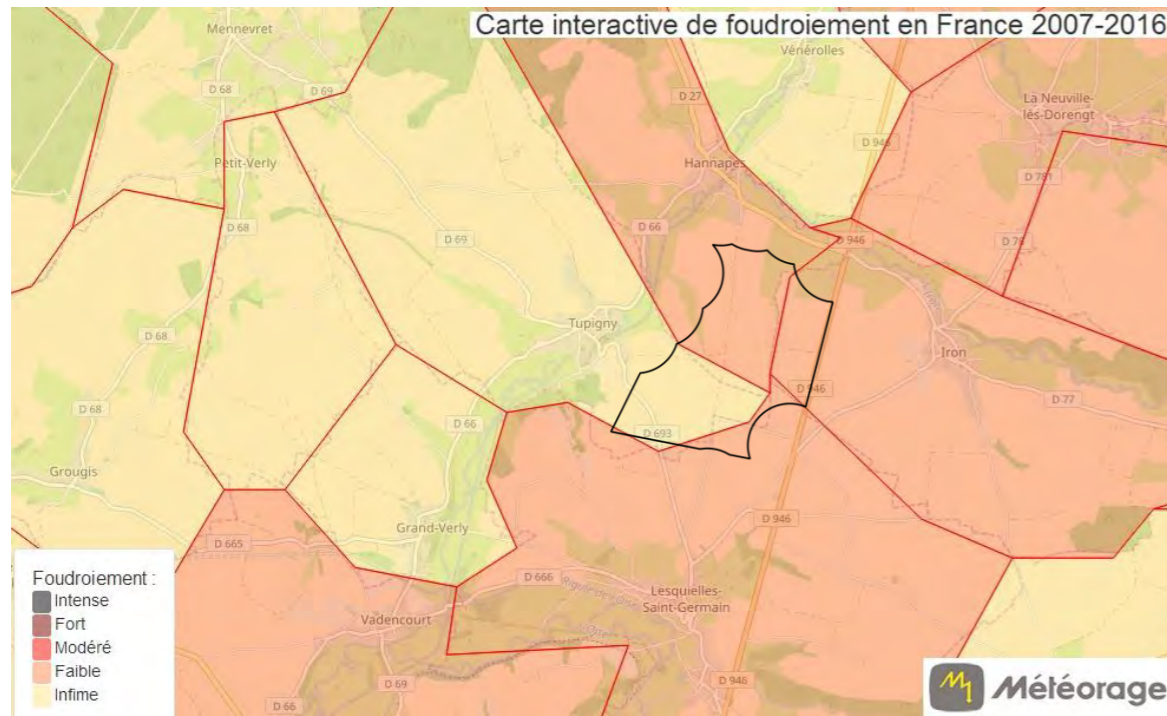 Carte interactive de foudroiement en France 2007-2016
Mennevret
Vénérolles
D 68
D 69
D 27
La Neuville-
lès-Dorengt
D 946
Petit-Verly
Hannapes
D 781
D 68
D 69
D 66
D 946
Tupigny
Iron
D 68
D 946
D 77
D 68
D 66
D 693
Grougis
Grand-Verly
D 946
D 665
D 666
Lesquielles-
Saint-Germain
Vadencourt
D 69
D 946
D 66
Foudroiement :
Intense
Fort
Modéré
Faible
Infime
Météorage